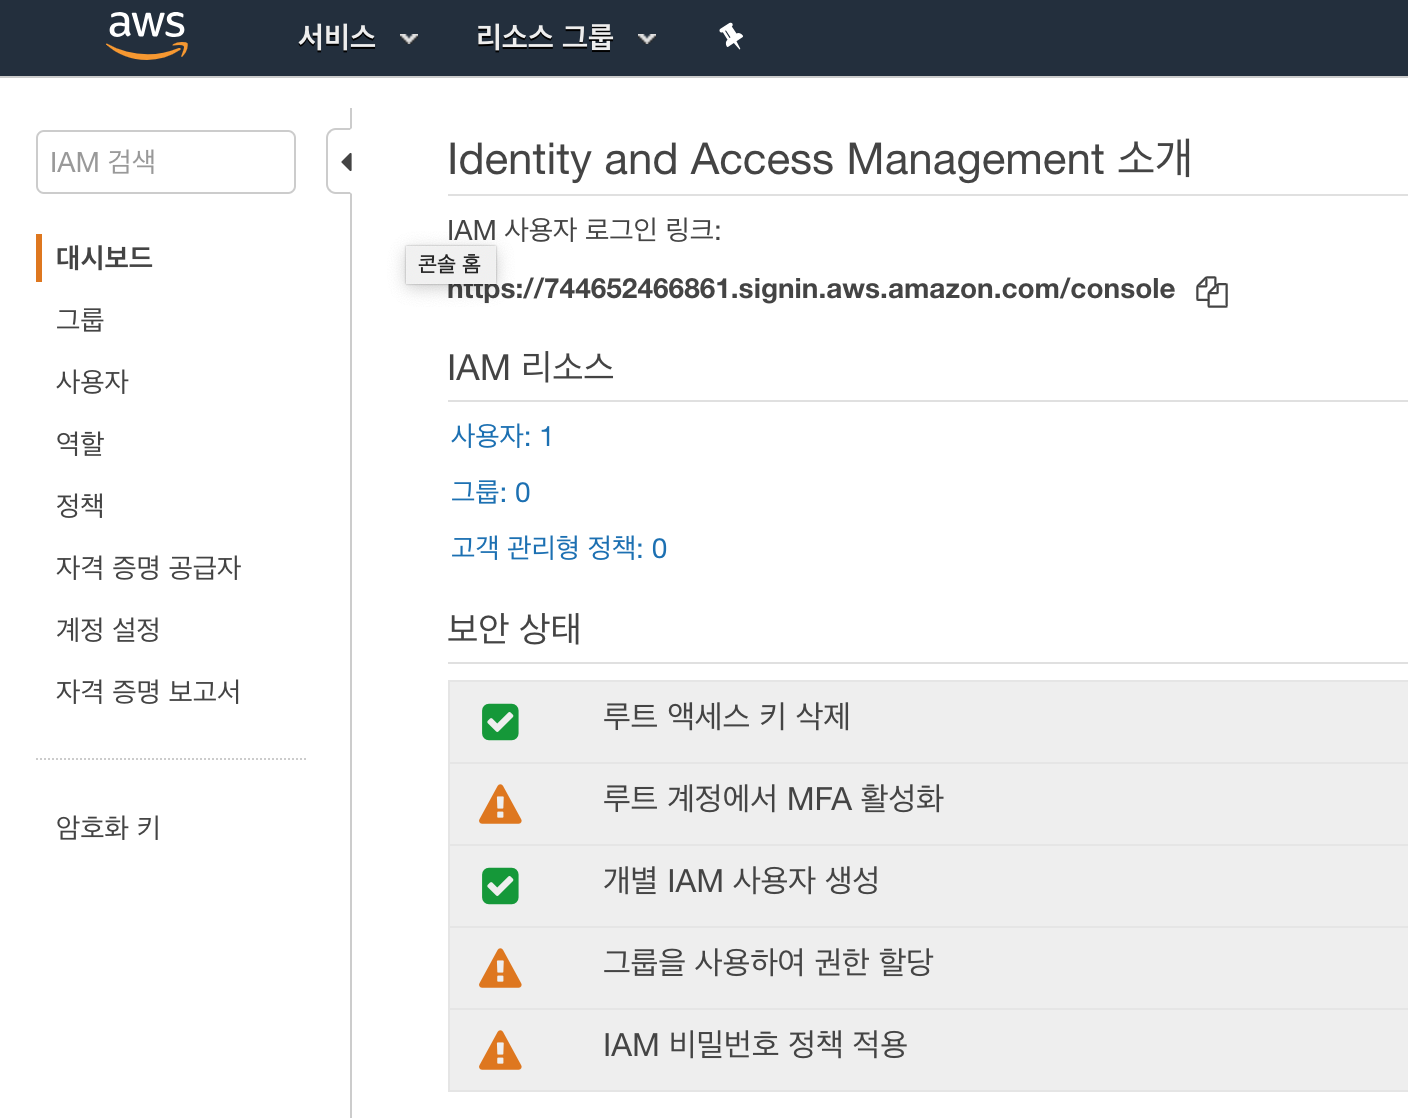 aws
서비스
리소스 그룹
IAM 검색
대시보드
그룹
사용자
역할
정책
자격 증명 공급자
계정 설정
자격 증명 보고서
암호화 키
Identity and Access Management 소개
IAM 사용자 로그인 링크:
콘솔 홈
https://744652466861.signin.aws.amazon.com/console
IAM 리소스
사용자: 1
그룹: 0
고객 관리형 정책: 0
보안 상태
루트 액세스 키 삭제
루트 계정에서 MFA 활성화
개별 IAM 사용자 생성
그룹을 사용하여 권한 할당
IAM 비밀번호 정책 적용